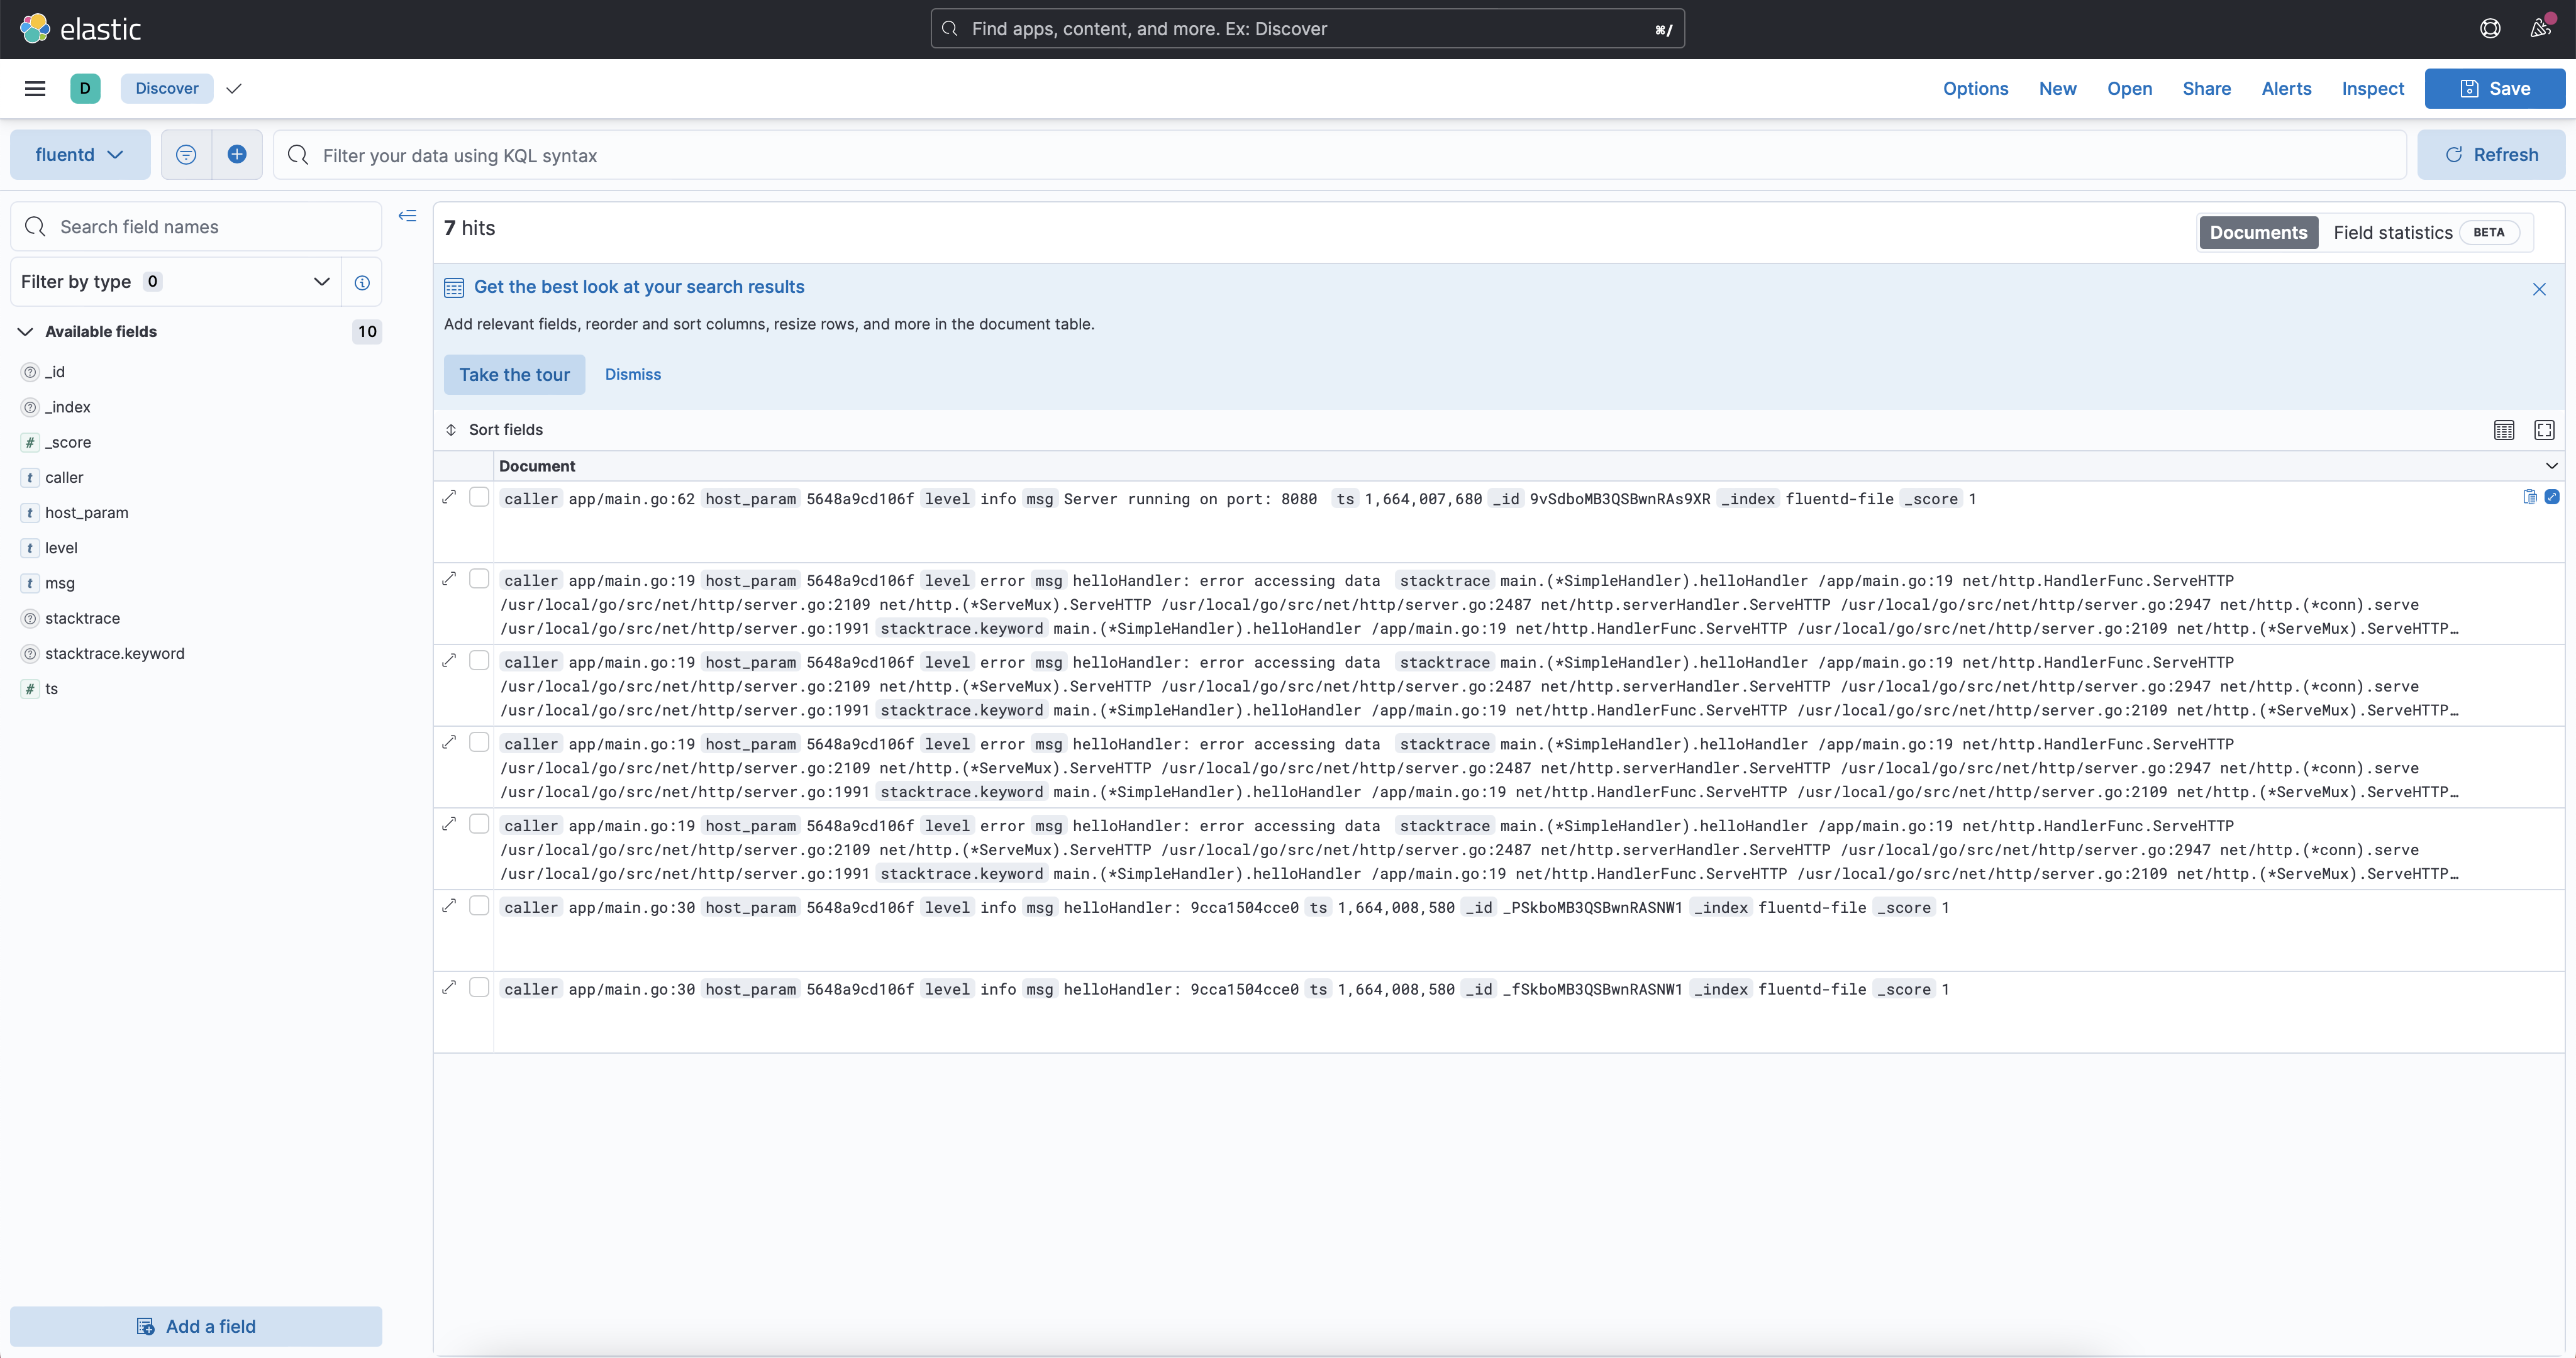 elastic
Find apps, content, and more. Ex: Discover ⌘/
D Discover Options New Open Share Alerts Inspect Save
fluentd Filter your data using KQL syntax Refresh
Search field names
Filter by type 0
Available fields 10
_id
_index
# _score
t caller
t host_param
t level
t msg
stacktrace
stacktrace.keyword
# ts
Add a field
7 hits Documents Field statistics BETA
Get the best look at your search results
Add relevant fields, reorder and sort columns, resize rows, and more in the document table.
Take the tour Dismiss
Sort fields
Document
caller app/main.go:62 host_param 5648a9cd106f level info msg Server running on port: 8080 ts 1,664,007,680 _id 9vSdboMB3QSBwnRAs9XR _index fluentd-file _score 1
caller app/main.go:19 host_param 5648a9cd106f level error msg helloHandler: error accessing data stacktrace main.(*SimpleHandler).helloHandler /app/main.go:19 net/http.HandlerFunc.ServeHTTP
/usr/local/go/src/net/http/server.go:2109 net/http.(*ServeMux).ServeHTTP /usr/local/go/src/net/http/server.go:2487 net/http.serverHandler.ServeHTTP /usr/local/go/src/net/http/server.go:2947 net/http.(*conn).serve
/usr/local/go/src/net/http/server.go:1991 stacktrace.keyword main.(*SimpleHandler).helloHandler /app/main.go:19 net/http.HandlerFunc.ServeHTTP /usr/local/go/src/net/http/server.go:2109 net/http.(*ServeMux).ServeHTTP…
caller app/main.go:19 host_param 5648a9cd106f level error msg helloHandler: error accessing data stacktrace main.(*SimpleHandler).helloHandler /app/main.go:19 net/http.HandlerFunc.ServeHTTP
/usr/local/go/src/net/http/server.go:2109 net/http.(*ServeMux).ServeHTTP /usr/local/go/src/net/http/server.go:2487 net/http.serverHandler.ServeHTTP /usr/local/go/src/net/http/server.go:2947 net/http.(*conn).serve
/usr/local/go/src/net/http/server.go:1991 stacktrace.keyword main.(*SimpleHandler).helloHandler /app/main.go:19 net/http.HandlerFunc.ServeHTTP /usr/local/go/src/net/http/server.go:2109 net/http.(*ServeMux).ServeHTTP…
caller app/main.go:19 host_param 5648a9cd106f level error msg helloHandler: error accessing data stacktrace main.(*SimpleHandler).helloHandler /app/main.go:19 net/http.HandlerFunc.ServeHTTP
/usr/local/go/src/net/http/server.go:2109 net/http.(*ServeMux).ServeHTTP /usr/local/go/src/net/http/server.go:2487 net/http.serverHandler.ServeHTTP /usr/local/go/src/net/http/server.go:2947 net/http.(*conn).serve
/usr/local/go/src/net/http/server.go:1991 stacktrace.keyword main.(*SimpleHandler).helloHandler /app/main.go:19 net/http.HandlerFunc.ServeHTTP /usr/local/go/src/net/http/server.go:2109 net/http.(*ServeMux).ServeHTTP…
caller app/main.go:19 host_param 5648a9cd106f level error msg helloHandler: error accessing data stacktrace main.(*SimpleHandler).helloHandler /app/main.go:19 net/http.HandlerFunc.ServeHTTP
/usr/local/go/src/net/http/server.go:2109 net/http.(*ServeMux).ServeHTTP /usr/local/go/src/net/http/server.go:2487 net/http.serverHandler.ServeHTTP /usr/local/go/src/net/http/server.go:2947 net/http.(*conn).serve
/usr/local/go/src/net/http/server.go:1991 stacktrace.keyword main.(*SimpleHandler).helloHandler /app/main.go:19 net/http.HandlerFunc.ServeHTTP /usr/local/go/src/net/http/server.go:2109 net/http.(*ServeMux).ServeHTTP…
caller app/main.go:30 host_param 5648a9cd106f level info msg helloHandler: 9cca1504cce0 ts 1,664,008,580 _id _PSkboMB3QSBwnRASNW1 _index fluentd-file _score 1
caller app/main.go:30 host_param 5648a9cd106f level info msg helloHandler: 9cca1504cce0 ts 1,664,008,580 _id _fSkboMB3QSBwnRASNW1 _index fluentd-file _score 1